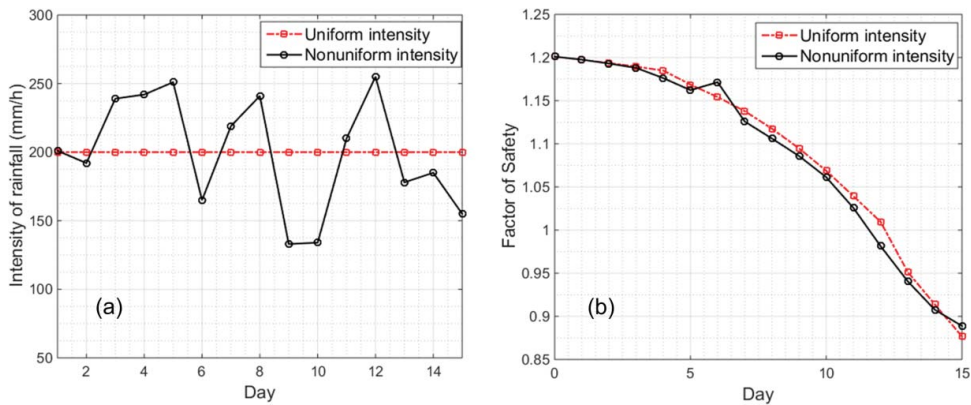 300
250
200
150
100
50
Intensity of rainfall (mm/h)
Uniform intensity
Nonuniform intensity
(a)
2 4 6 8 10 12 14
Day
1.25
1.2
1.15
1.1
1.05
1
0.95
0.9
0.85
Factor of Safety
Uniform intensity
Nonuniform intensity
(b)
0 5 10 15
Day